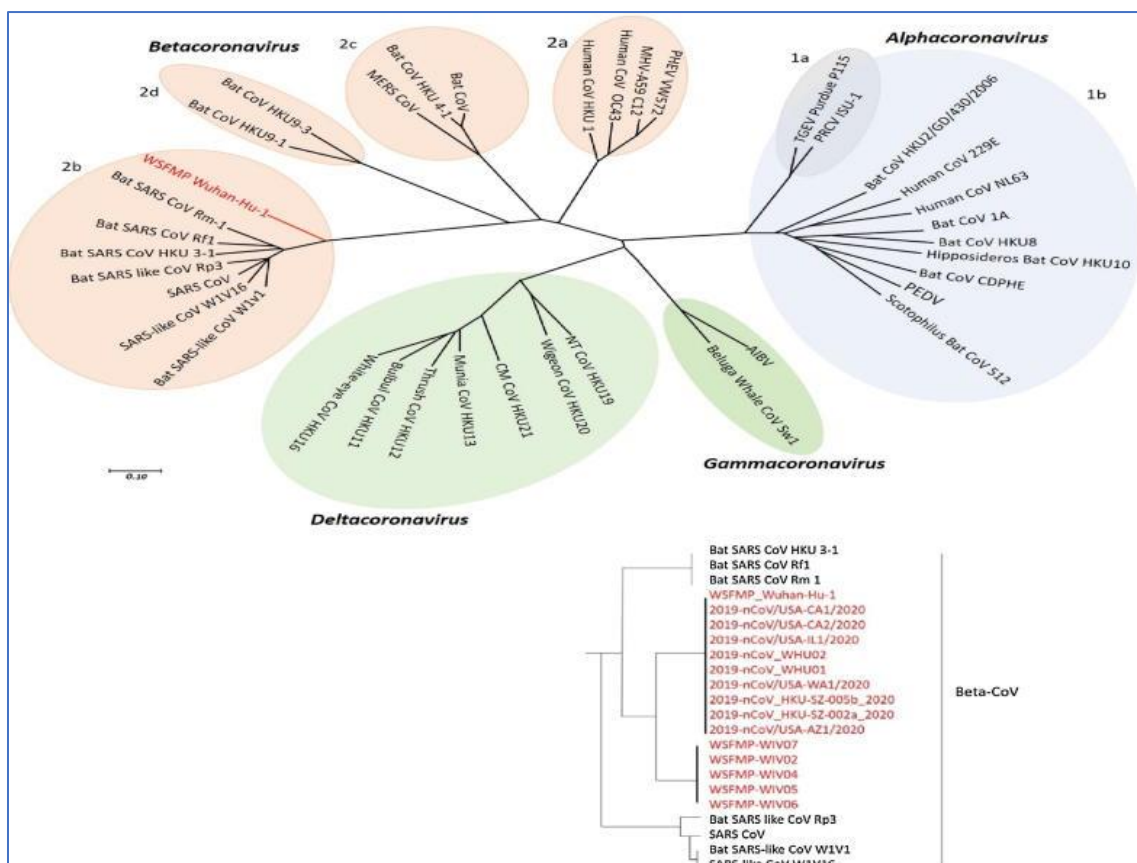 Betacoronavirus
2c
2a
Alphacoronavirus
2d
1a
1b
2b
Bat CoV HKU9-3
Bat CoV HKU9-1
MERS CoV
Bat CoV HKU 4-1
Bat CoV
Human CoV HKU 1
Human CoV OC43
MHV-A59 C12
PHEV VW572
TGEV Purdue P115
PRCV ISU-1
Bat CoV HKU2/GD/430/2006
Human CoV 229E
Human CoV NL63
Bat CoV 1A
Bat CoV HKU8
Hipposideros Bat CoV HKU10
Bat CoV CDPHE
PEDV
Scotophilus Bat CoV 512
WSFMP Wuhan-Hu-1
Bat SARS CoV Rm-1
Bat SARS CoV Rf1
Bat SARS CoV HKU 3-1
Bat SARS like CoV Rp3
SARS CoV
SARS-like CoV W1V16
Bat SARS-like CoV W1V1
White-eye CoV HKU16
Bulbul CoV HKU11
Thrush CoV HKU12
Munia CoV HKU13
CM CoV HKU21
Wigeon CoV HKU20
NT CoV HKU19
Beluga Whale CoV Sw1
AIBV
Gammacoronavirus
0.10
Deltacoronavirus
Bat SARS CoV HKU 3-1
Bat SARS CoV Rf1
Bat SARS CoV Rm 1
WSFMP_Wuhan-Hu-1
2019-nCoV/USA-CA1/2020
2019-nCoV/USA-CA2/2020
2019-nCoV/USA-IL1/2020
2019-nCoV_WHU02
2019-nCoV_WHU01
2019-nCoV/USA-WA1/2020
2019-nCoV_HKU-SZ-005b_2020
2019-nCoV_HKU-SZ-002a_2020
2019-nCoV/USA-AZ1/2020
WSFMP-WIV07
WSFMP-WIV02
WSFMP-WIV04
WSFMP-WIV05
WSFMP-WIV06
Bat SARS like CoV Rp3
SARS CoV
Bat SARS-like CoV W1V1
SARS-like CoV W1V16
Beta-CoV